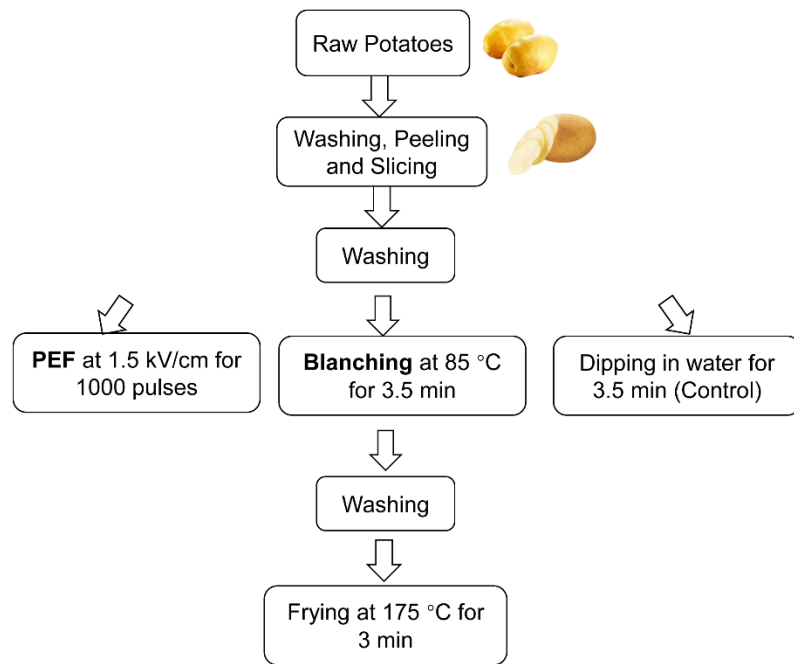 Raw Potatoes
Washing, Peeling
and Slicing
Washing
PEF at 1.5 kV/cm for
1000 pulses
Blanching at 85 °C
for 3.5 min
Dipping in water for
3.5 min (Control)
Washing
Frying at 175 °C for
3 min